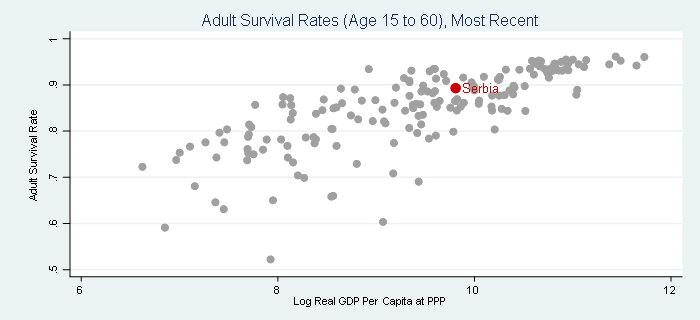 Adult Survival Rates (Age 15 to 60), Most Recent
Adult Survival Rate
1
.9
.8
.7
.6
.5
Serbia
6
8
10
12
Log Real GDP Per Capita at PPP